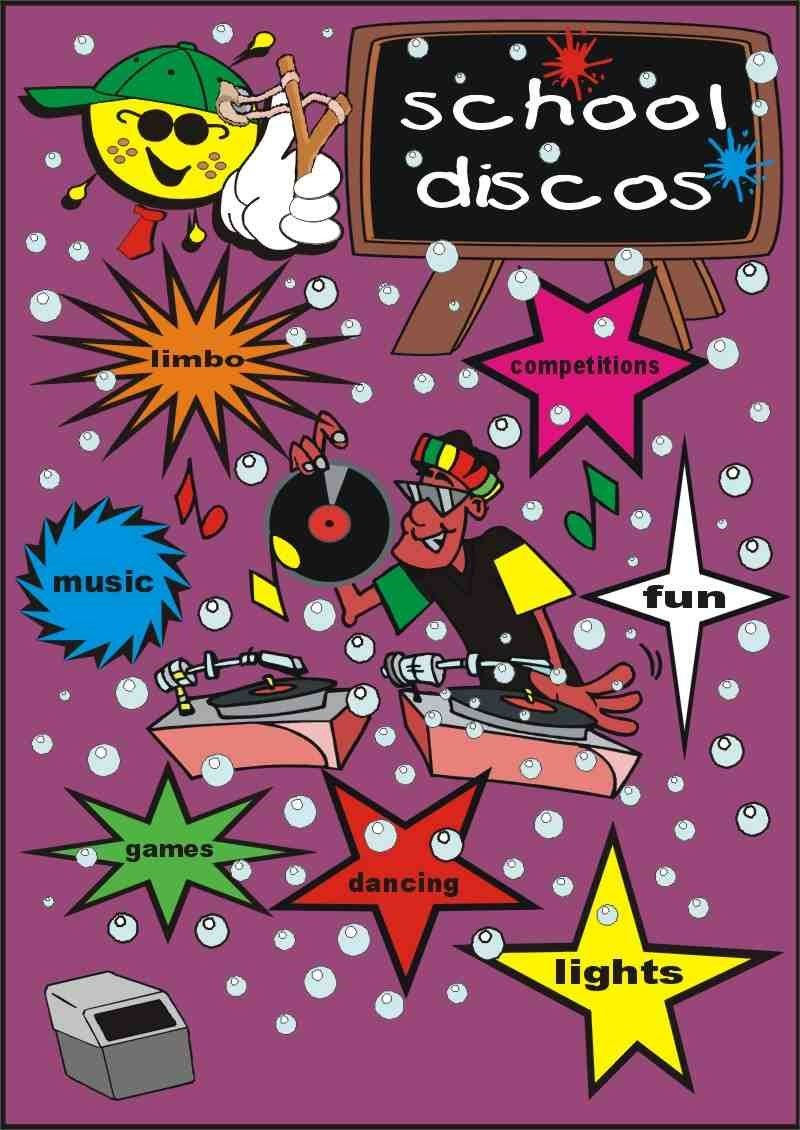 school
discos
limbo
competitions
music
fun
games
dancing
lights